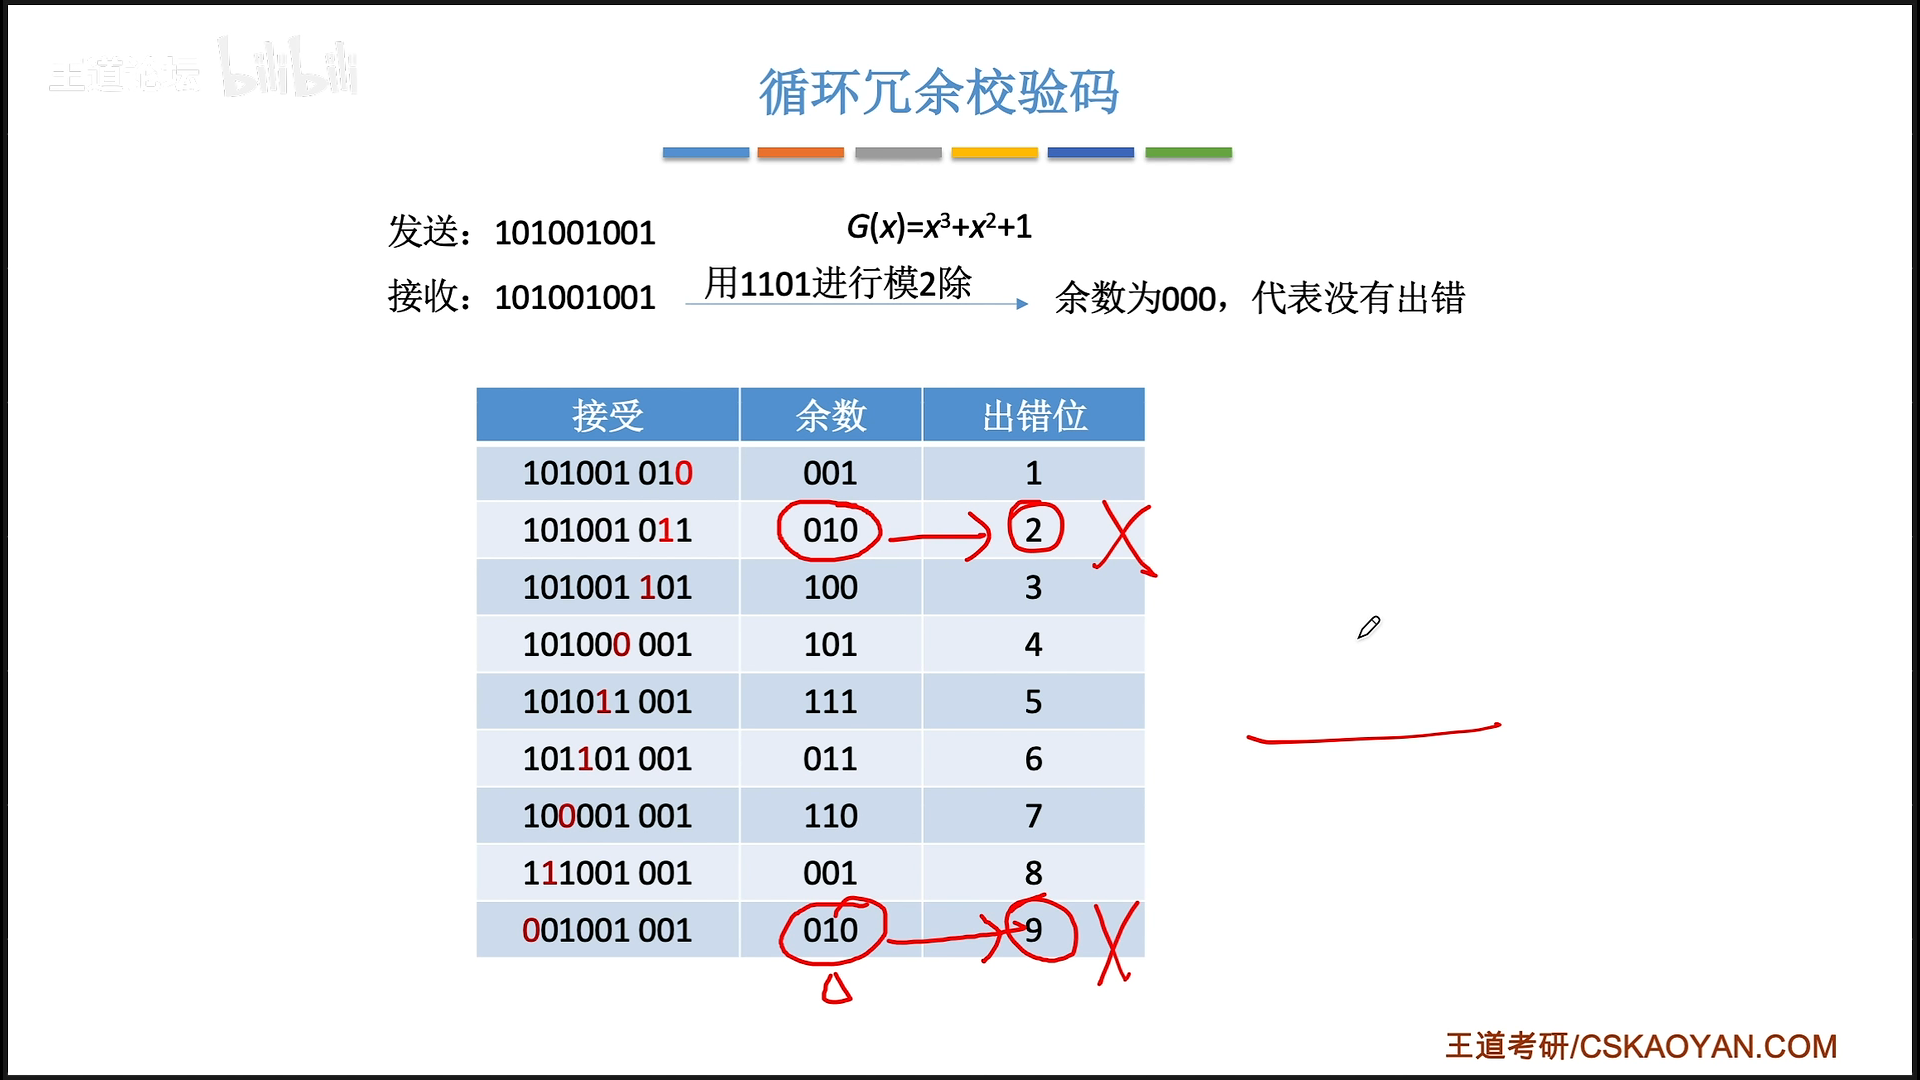 王道论坛 bilibili
循环冗余校验码
发送：101001001 G(x)=x³+x²+1
接收：101001001 用1101进行模2除 余数为000，代表没有出错
接受 余数 出错位
101001 010 001 1
101001 011 010 2
101001 101 100 3
101000 001 101 4
101011 001 111 5
101101 001 011 6
100001 001 110 7
111001 001 001 8
001001 001 010 9
王道考研/CSKAOYAN.COM